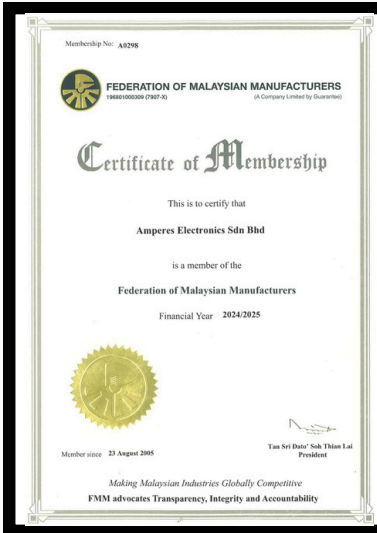 Membership No: A0298
FEDERATION OF MALAYSIAN MANUFACTURERS
196801000309 (7907-X) (A Company Limited by Guarantee)
Certificate of Membership
This is to certify that
Amperes Electronics Sdn Bhd
is a member of the
Federation of Malaysian Manufacturers
Financial Year 2024/2025
Tan Sri Dato' Soh Thian Lai
President
Member since 23 August 2005
Making Malaysian Industries Globally Competitive
FMM advocates Transparency, Integrity and Accountability